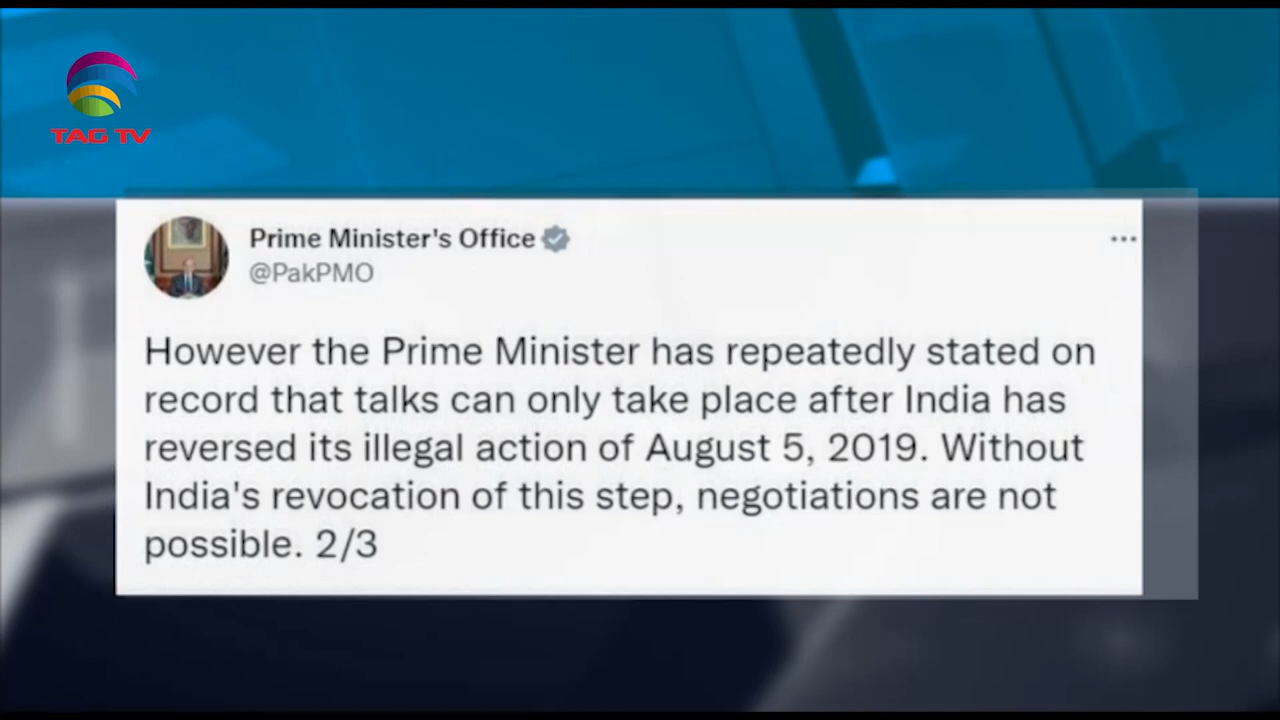 TAG TV
Prime Minister's Office
@PakPMO
However the Prime Minister has repeatedly stated on
record that talks can only take place after India has
reversed its illegal action of August 5, 2019. Without
India's revocation of this step, negotiations are not
possible. 2/3